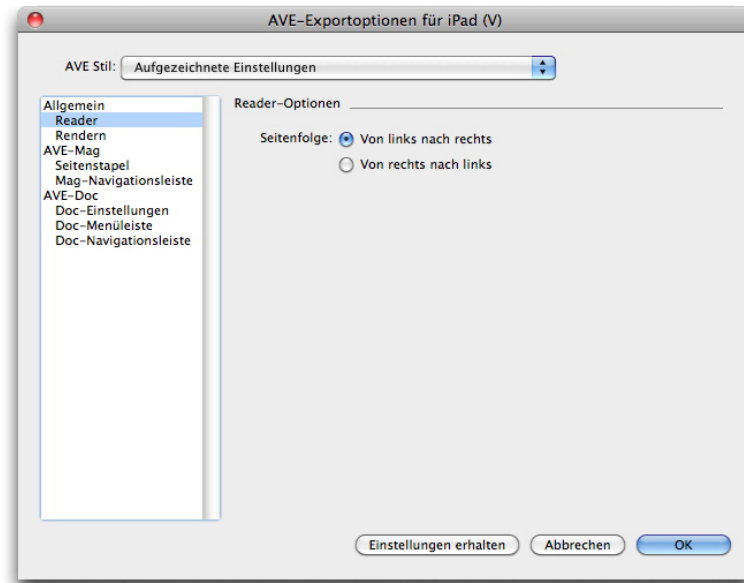 AVE-Exportoptionen für iPad (V)
AVE Stil: Aufgezeichnete Einstellungen
Allgemein
Reader
Rendern
AVE-Mag
Seitenstapel
Mag-Navigationsleiste
AVE-Doc
Doc-Einstellungen
Doc-Menüleiste
Doc-Navigationsleiste
Reader-Optionen
Seitenfolge: Von links nach rechts
Von rechts nach links
Einstellungen erhalten Abbrechen OK